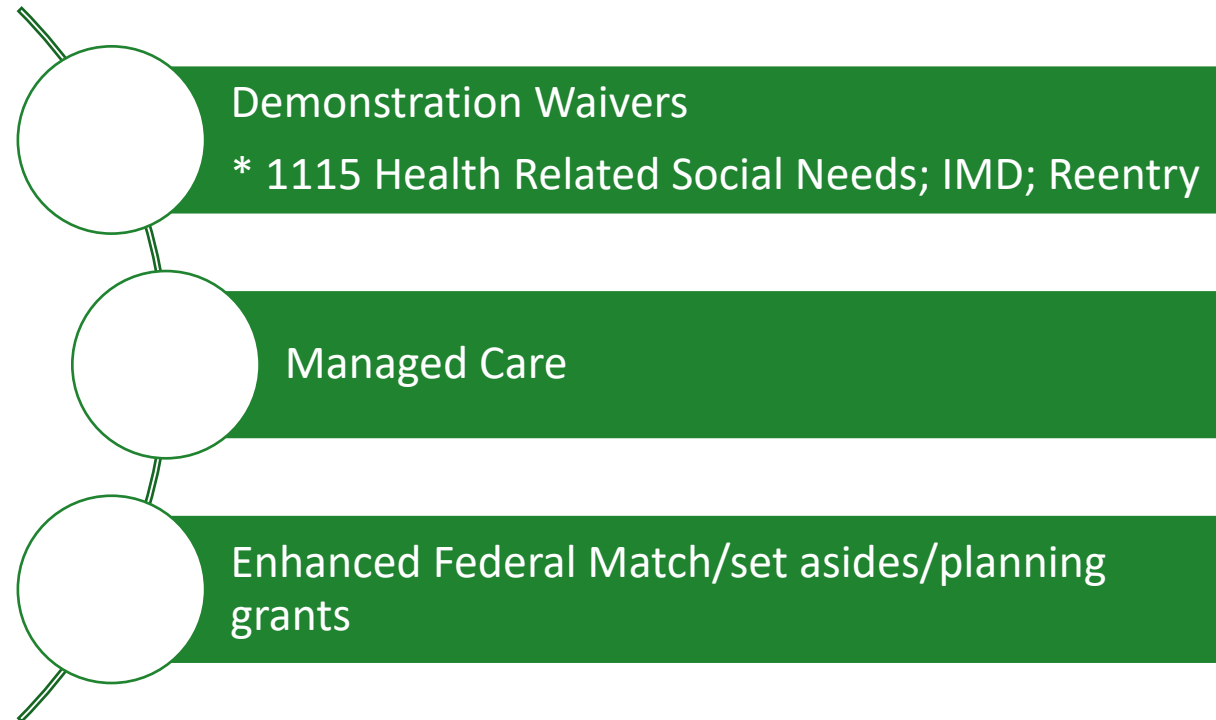 Demonstration Waivers
* 1115 Health Related Social Needs; IMD; Reentry
Managed Care
Enhanced Federal Match/set asides/planning
grants